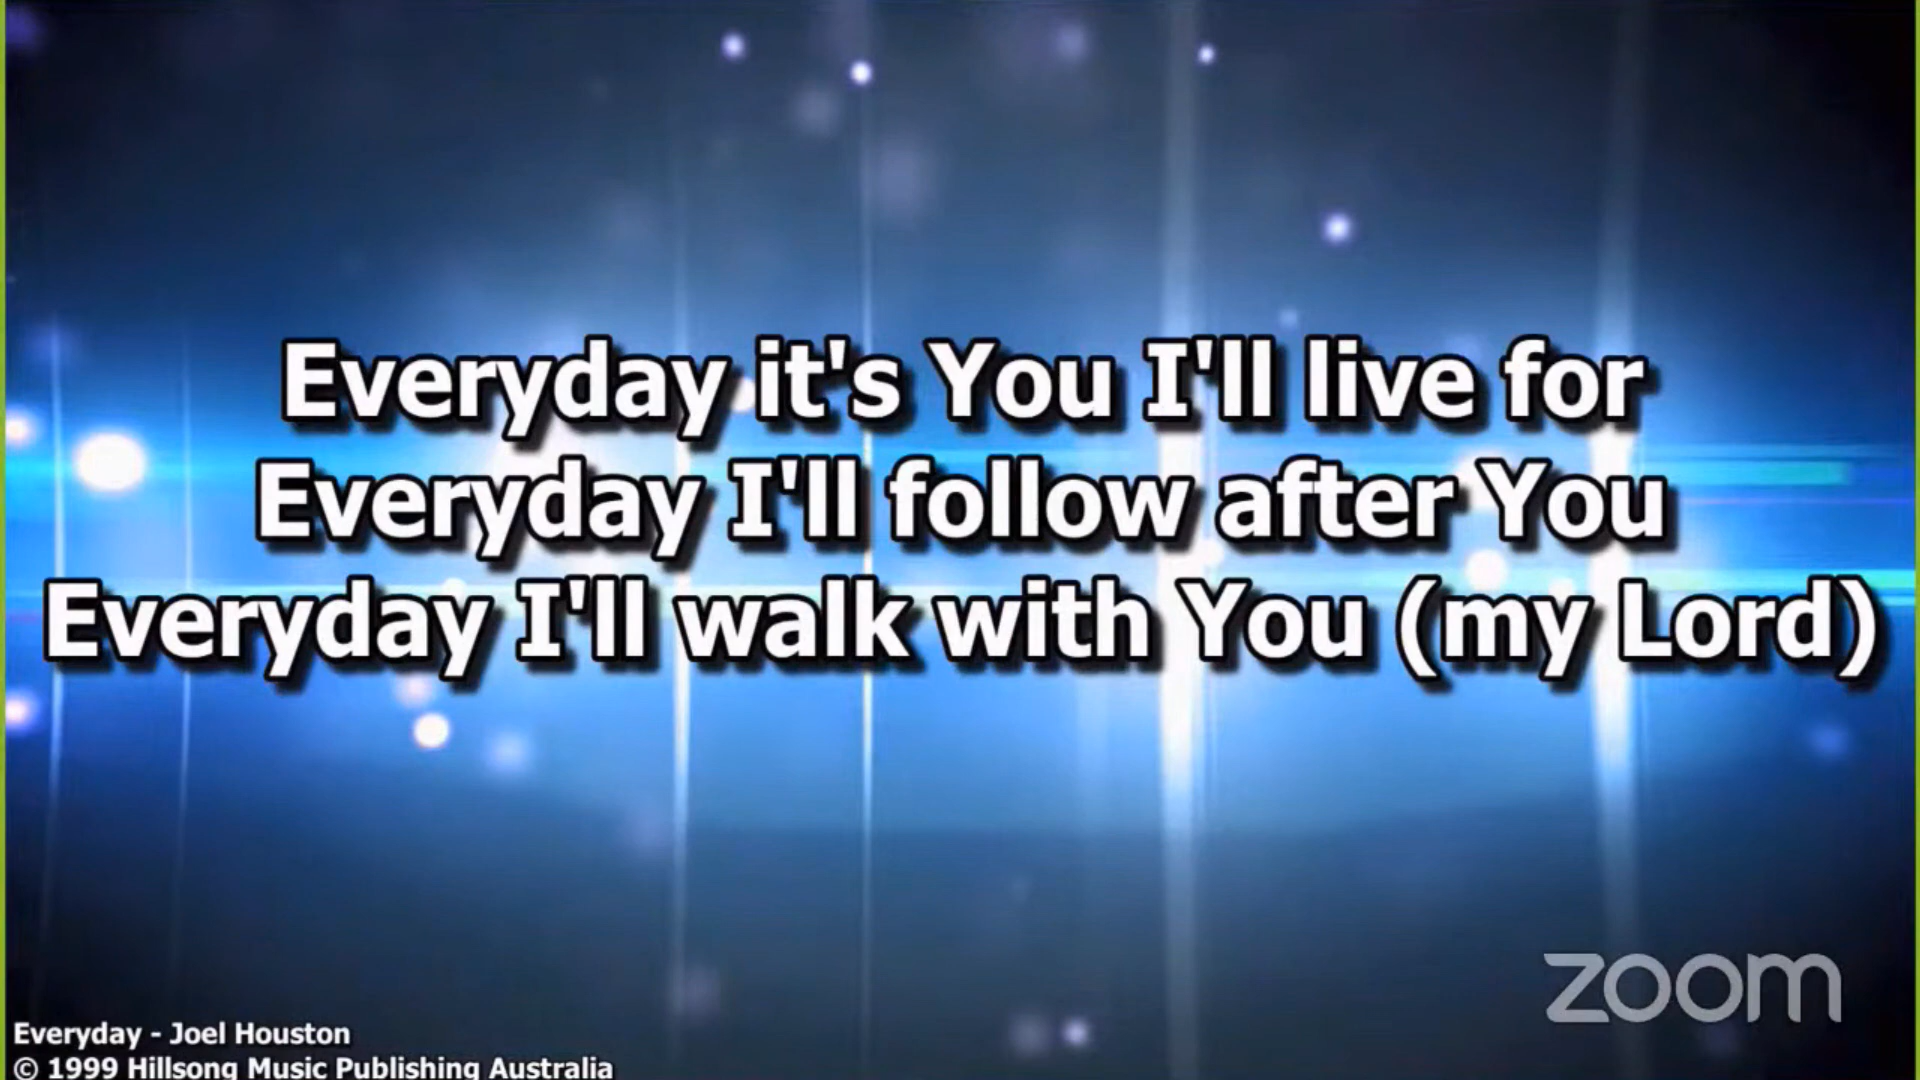 Everyday it's You I'll live for
Everyday I'll follow after You
Everyday I'll walk with You (my Lord)
zoom
Everyday - Joel Houston
© 1999 Hillsong Music Publishing Australia